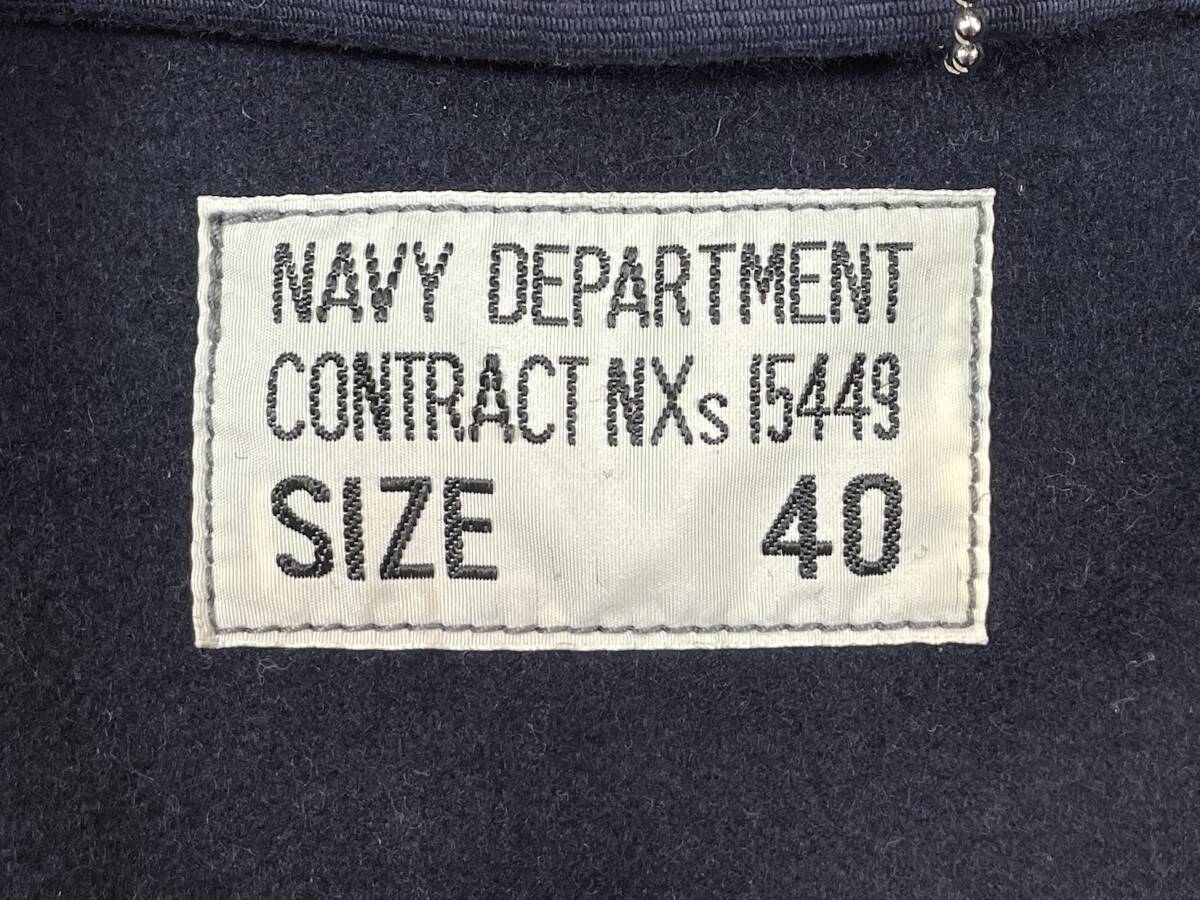 NAVY DEPARTMENT
CONTRACT NXs 15449
SIZE 40